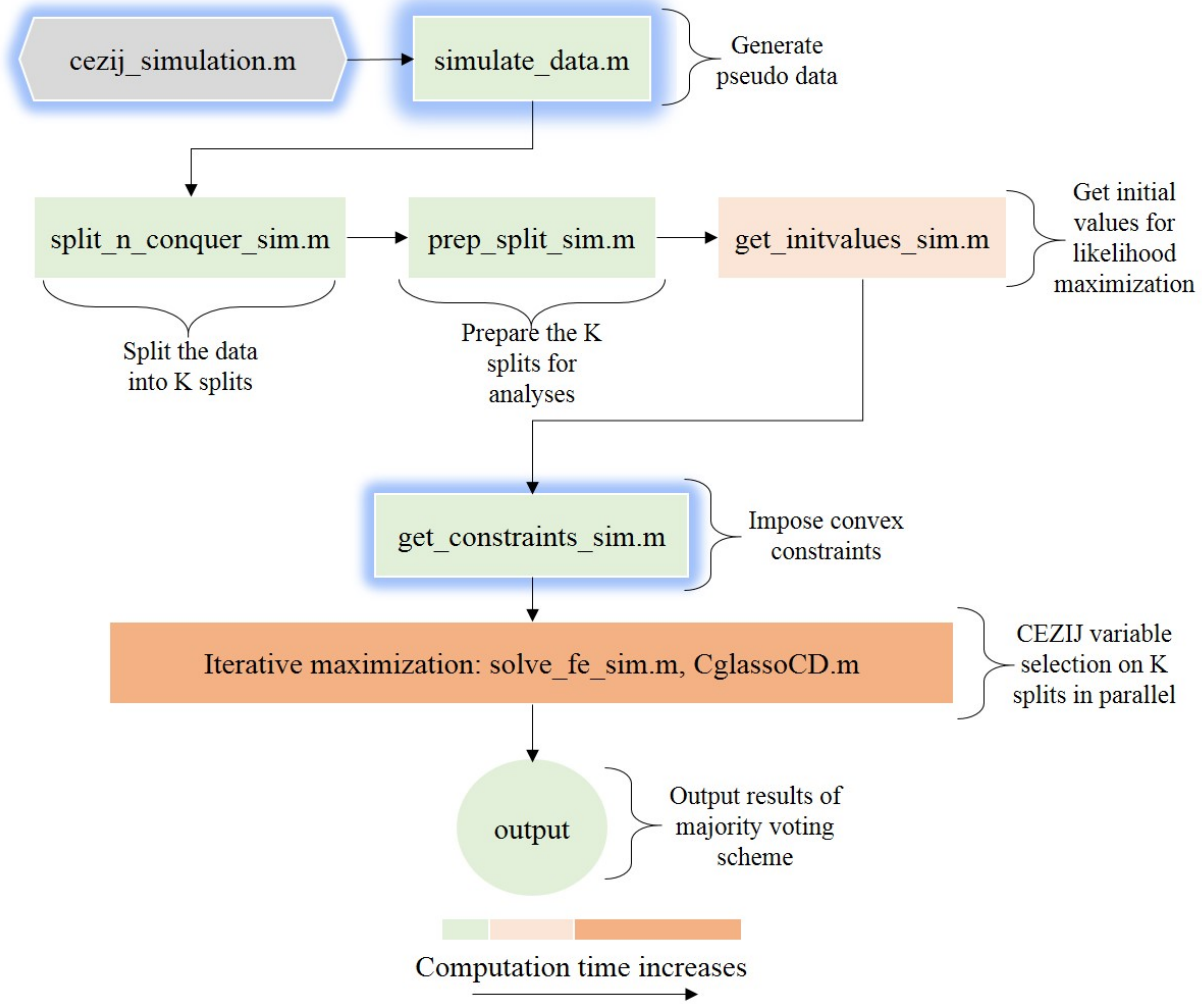 cezij_simulation.m
simulate_data.m
Generate
pseudo data
split_n_conquer_sim.m
prep_split_sim.m
get_initvalues_sim.m
Get initial
values for
likelihood
maximization
Split the data
into K splits
Prepare the K
splits for
analyses
get_constraints_sim.m
Impose convex
constraints
Iterative maximization: solve_fe_sim.m, CglassoCD.m
CEZIJ variable
selection on K
splits in parallel
output
Output results of
majority voting
scheme
Computation time increases